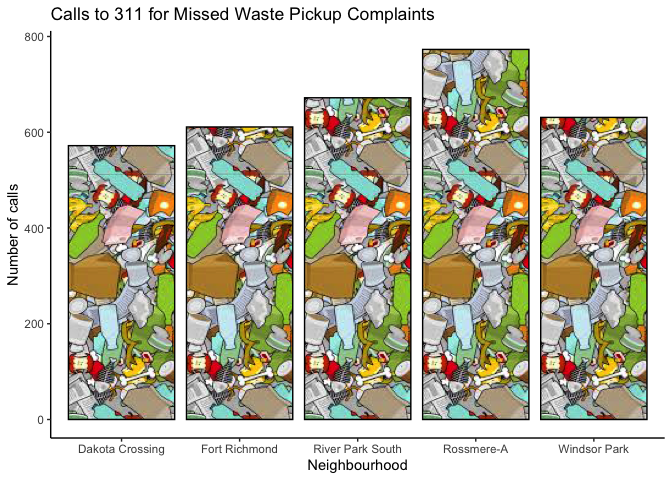 Calls to 311 for Missed Waste Pickup Complaints
Number of calls
800
600
400
200
0
Dakota Crossing
Fort Richmond
River Park South
Rossmere-A
Windsor Park
Neighbourhood